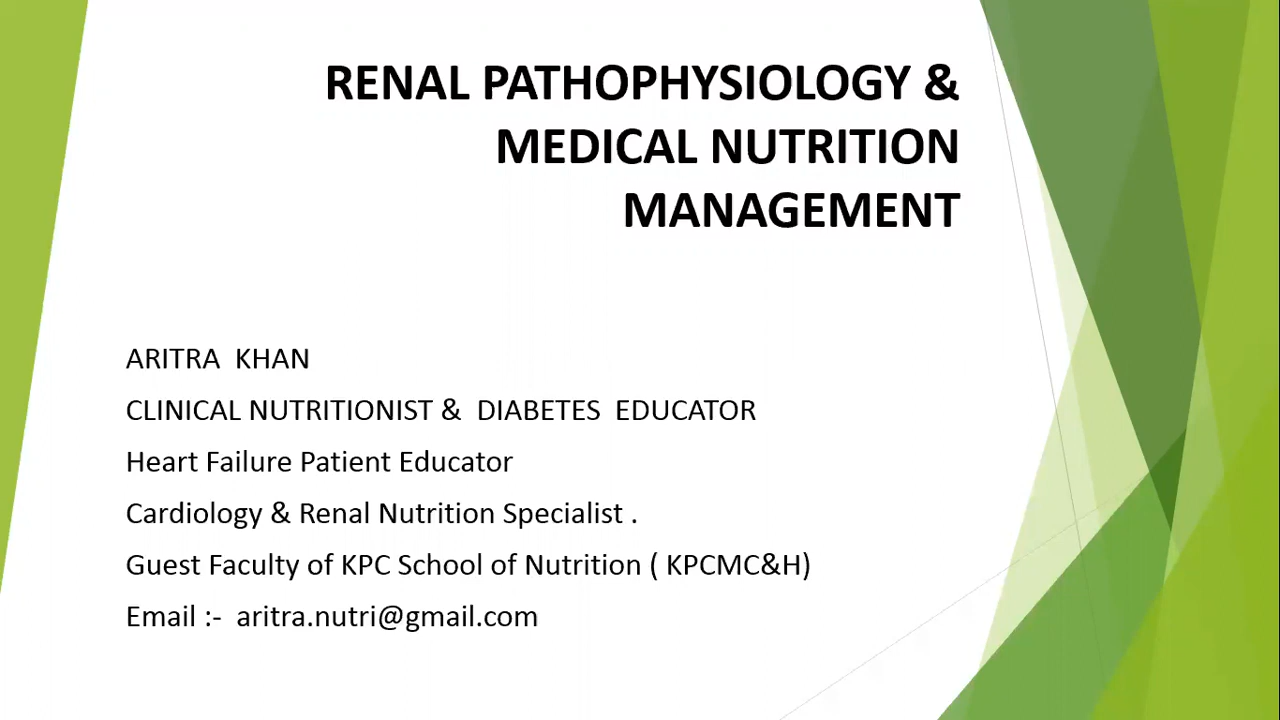 RENAL PATHOPHYSIOLOGY &
MEDICAL NUTRITION
MANAGEMENT
ARITRA  KHAN
CLINICAL NUTRITIONIST &  DIABETES  EDUCATOR
Heart Failure Patient Educator
Cardiology & Renal Nutrition Specialist .
Guest Faculty of KPC School of Nutrition ( KPCMC&H)
Email :-  aritra.nutri@gmail.com